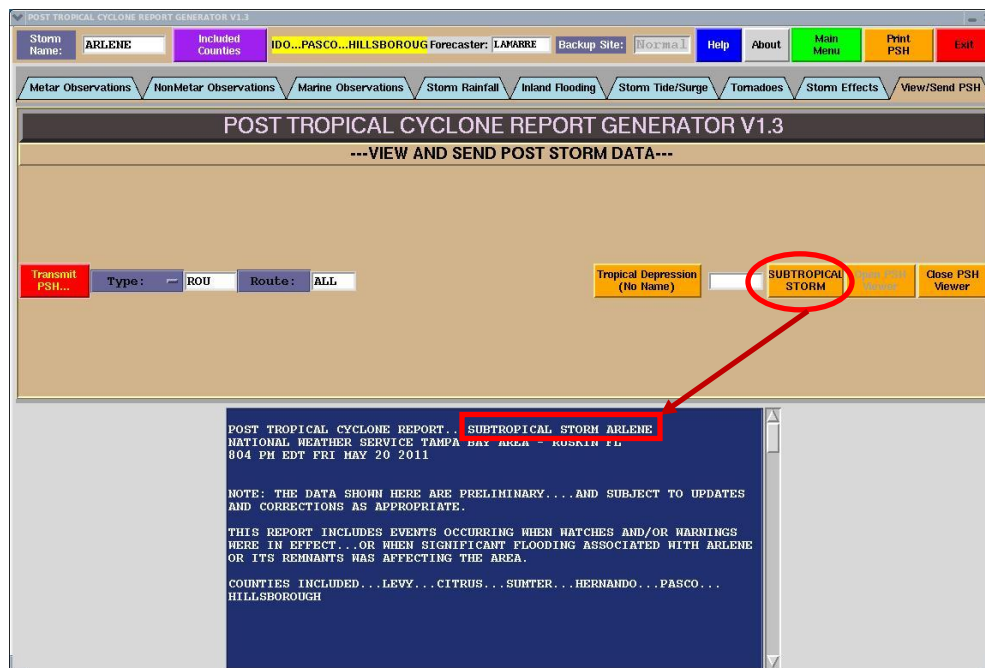 POST TROPICAL CYCLONE REPORT GENERATOR V1.3
Storm Name:
ARLENE
Included Counties
IDO...PASCO...HILLSBOROUG
Forecaster:
LAMARRE
Backup Site:
Normal
Help
About
Main Menu
Print PSH
Exit
Metar Observations
NonMetar Observations
Marine Observations
Storm Rainfall
Inland Flooding
Storm Tide/Surge
Tornadoes
Storm Effects
View/Send PSH
POST TROPICAL CYCLONE REPORT GENERATOR V1.3
---VIEW AND SEND POST STORM DATA---
Transmit PSH...
Type:
ROU
Route:
ALL
Tropical Depression (No Name)
SUBTROPICAL STORM
Open PSH Viewer
Close PSH Viewer
POST TROPICAL CYCLONE REPORT...SUBTROPICAL STORM ARLENE
NATIONAL WEATHER SERVICE TAMPA BAY AREA - RUSKIN FL
804 PM EDT FRI MAY 20 2011
NOTE: THE DATA SHOWN HERE ARE PRELIMINARY....AND SUBJECT TO UPDATES
AND CORRECTIONS AS APPROPRIATE.
THIS REPORT INCLUDES EVENTS OCCURRING WHEN WATCHES AND/OR WARNINGS
WERE IN EFFECT...OR WHEN SIGNIFICANT FLOODING ASSOCIATED WITH ARLENE
OR ITS REMNANTS WAS AFFECTING THE AREA.
COUNTIES INCLUDED...LEVY...CITRUS...SUMTER...HERNANDO...PASCO...
HILLSBOROUGH